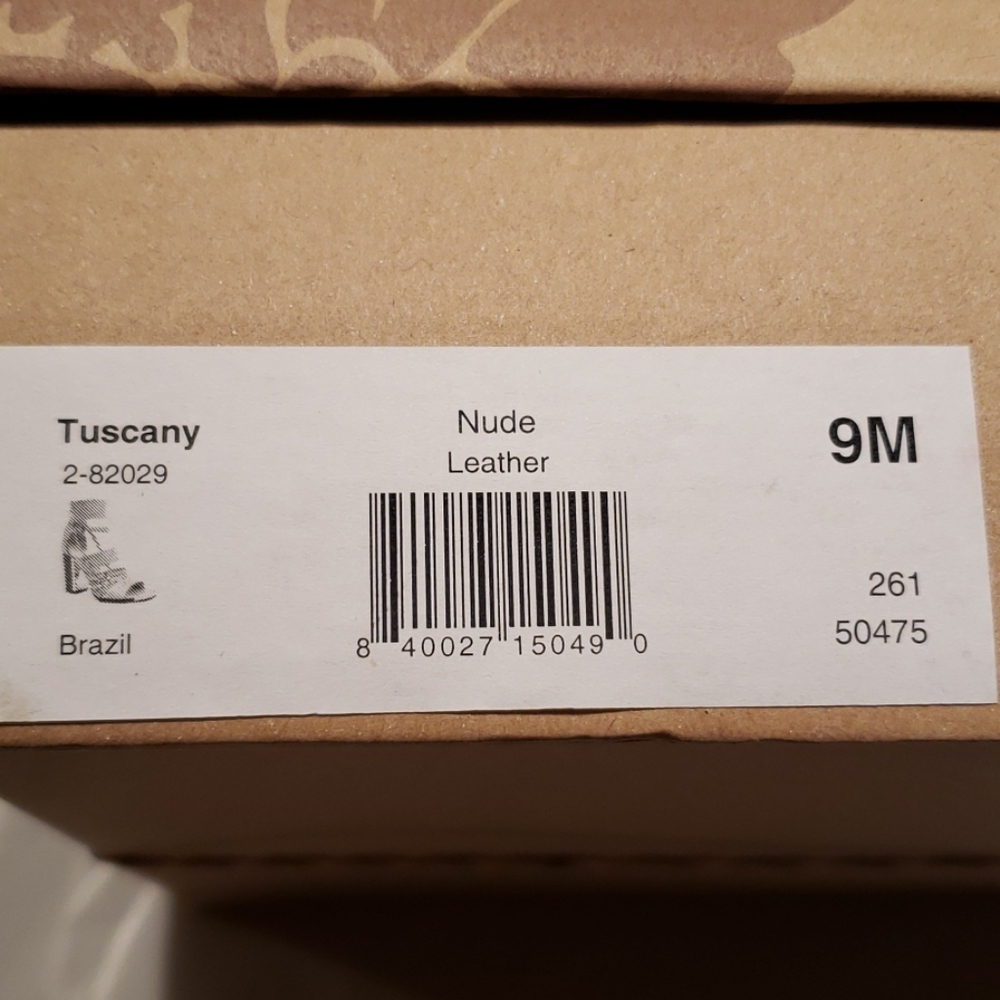 Tuscany
2-82029
Brazil
Nude
Leather
8 40027 15049 0
9M
261
50475